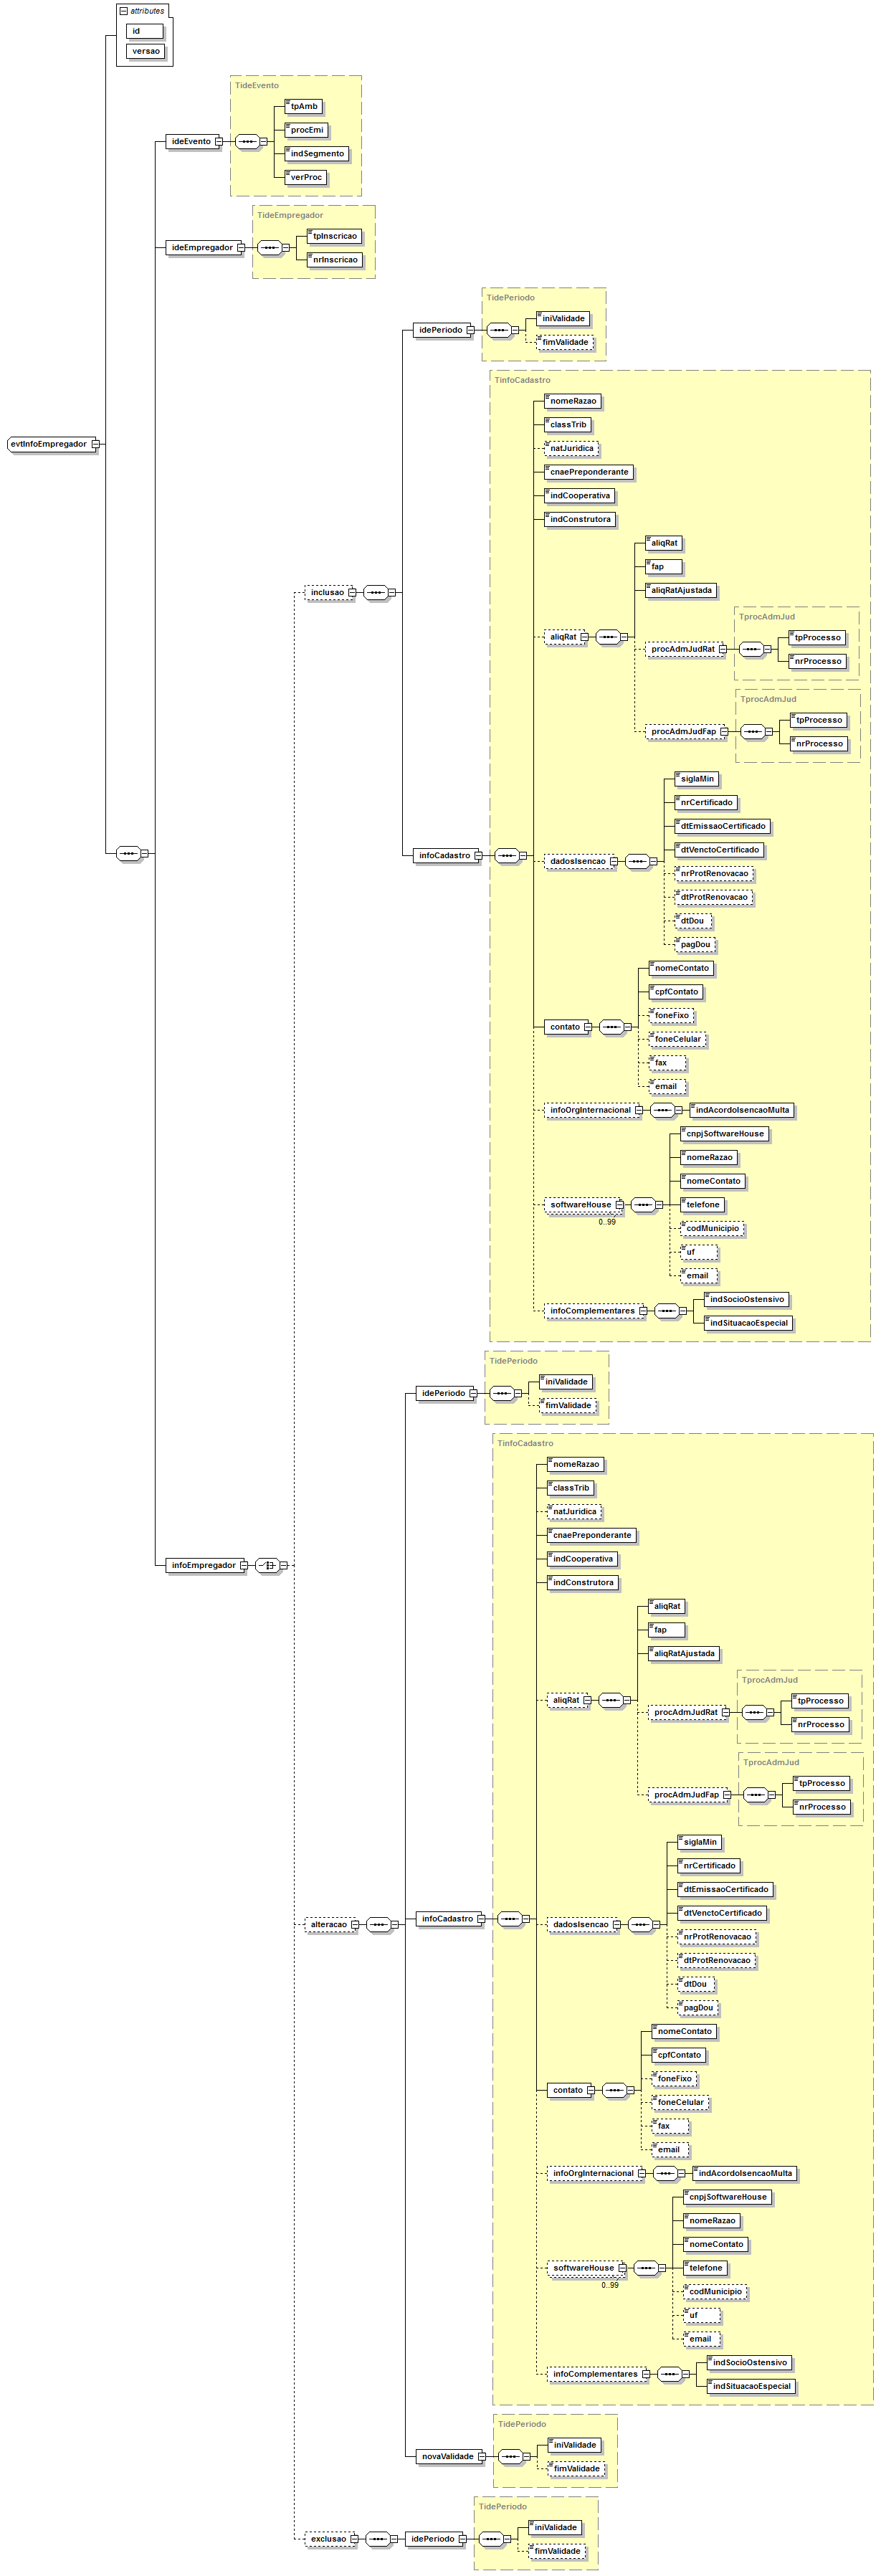 attributes
id
versao
TideEvento
tpAmb
procEmi
ideEvento
indSegmento
verProc
TideEmpregador
tpInscricao
ideEmpregador
nrInscricao
TidePeriodo
iniValidade
idePeriodo
fimValidade
TinfoCadastro
nomeRazao
classTrib
evtInfoEmpregador
natJuridica
cnaePreponderante
indCooperativa
indConstrutora
aliqRat
fap
inclusao
aliqRatAjustada
TprocAdmJud
aliqRat
tpProcesso
procAdmJudRat
nrProcesso
TprocAdmJud
tpProcesso
procAdmJudFap
nrProcesso
siglaMin
nrCertificado
dtEmissaoCertificado
dtVenctoCertificado
infoCadastro
dadosIsencao
nrProtRenovacao
dtProtRenovacao
dtDou
pagDou
nomeContato
cpfContato
foneFixo
contato
foneCelular
fax
email
infoOrgInternacional
indAcordoIsencaoMulta
cnpjSoftwareHouse
nomeRazao
nomeContato
softwareHouse
telefone
0..99
codMunicipio
uf
email
indSocioOstensivo
infoComplementares
indSituacaoEspecial
TidePeriodo
iniValidade
idePeriodo
fimValidade
TinfoCadastro
nomeRazao
classTrib
natJuridica
cnaePreponderante
indCooperativa
infoEmpregador
indConstrutora
aliqRat
fap
aliqRatAjustada
TprocAdmJud
aliqRat
tpProcesso
procAdmJudRat
nrProcesso
TprocAdmJud
tpProcesso
procAdmJudFap
nrProcesso
siglaMin
nrCertificado
dtEmissaoCertificado
dtVenctoCertificado
infoCadastro
alteracao
dadosIsencao
nrProtRenovacao
dtProtRenovacao
dtDou
pagDou
nomeContato
cpfContato
foneFixo
contato
foneCelular
fax
email
infoOrgInternacional
indAcordoIsencaoMulta
cnpjSoftwareHouse
nomeRazao
nomeContato
softwareHouse
telefone
0..99
codMunicipio
uf
email
indSocioOstensivo
infoComplementares
indSituacaoEspecial
TidePeriodo
iniValidade
novaValidade
fimValidade
TidePeriodo
iniValidade
exclusao
idePeriodo
fimValidade